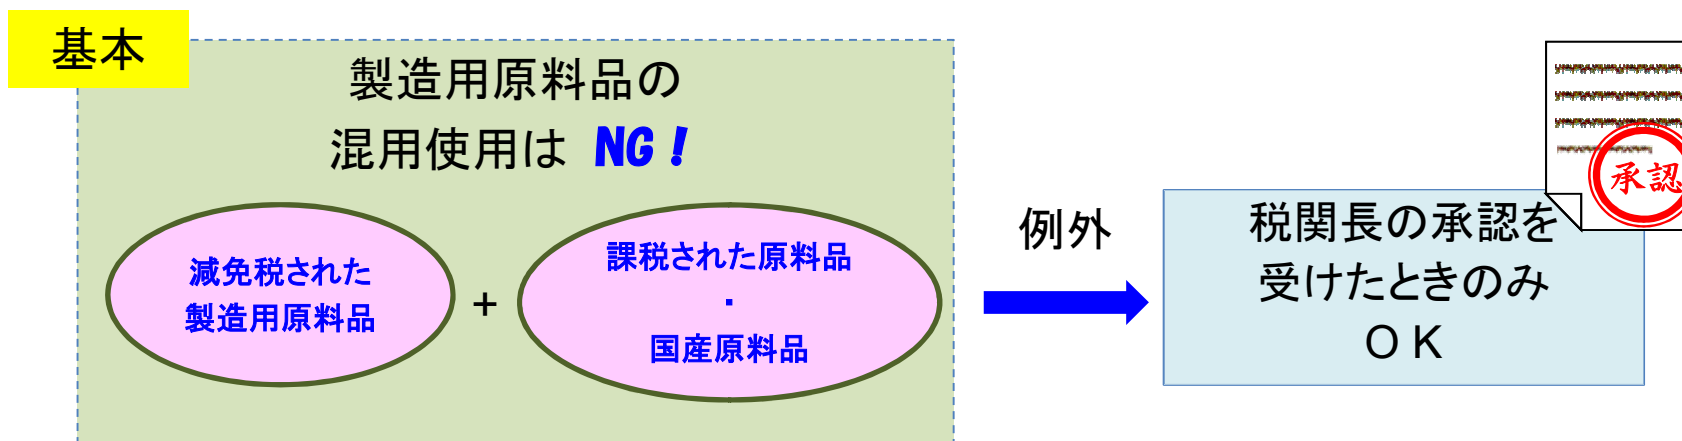 基本
製造用原料品の
混用使用は NG！
減免税された
製造用原料品
+
課税された原料品
・
国産原料品
例外
税関長の承認を
受けたときのみ
ＯＫ
承認